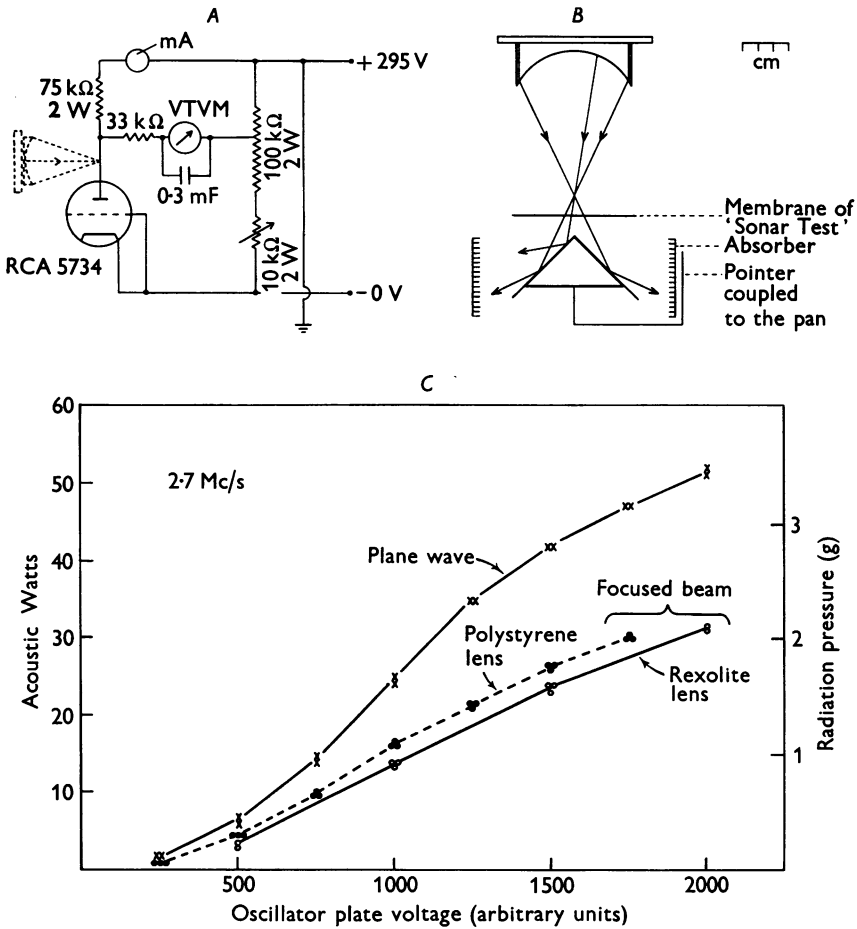 A
mA
+ 295 V
75 kΩ
2 W
VTVM
33 kΩ
0·3 mF
100 kΩ
2 W
10 kΩ
2 W
RCA 5734
- 0 V
B
cm
Membrane of
'Sonar Test'
Absorber
Pointer
coupled
to the pan
C
60
50
40
30
20
10
Acoustic Watts
2·7 Mc/s
Plane wave
Focused beam
Polystyrene
lens
Rexolite
lens
3
2
1
Radiation pressure (g)
500
1000
1500
2000
Oscillator plate voltage (arbitrary units)